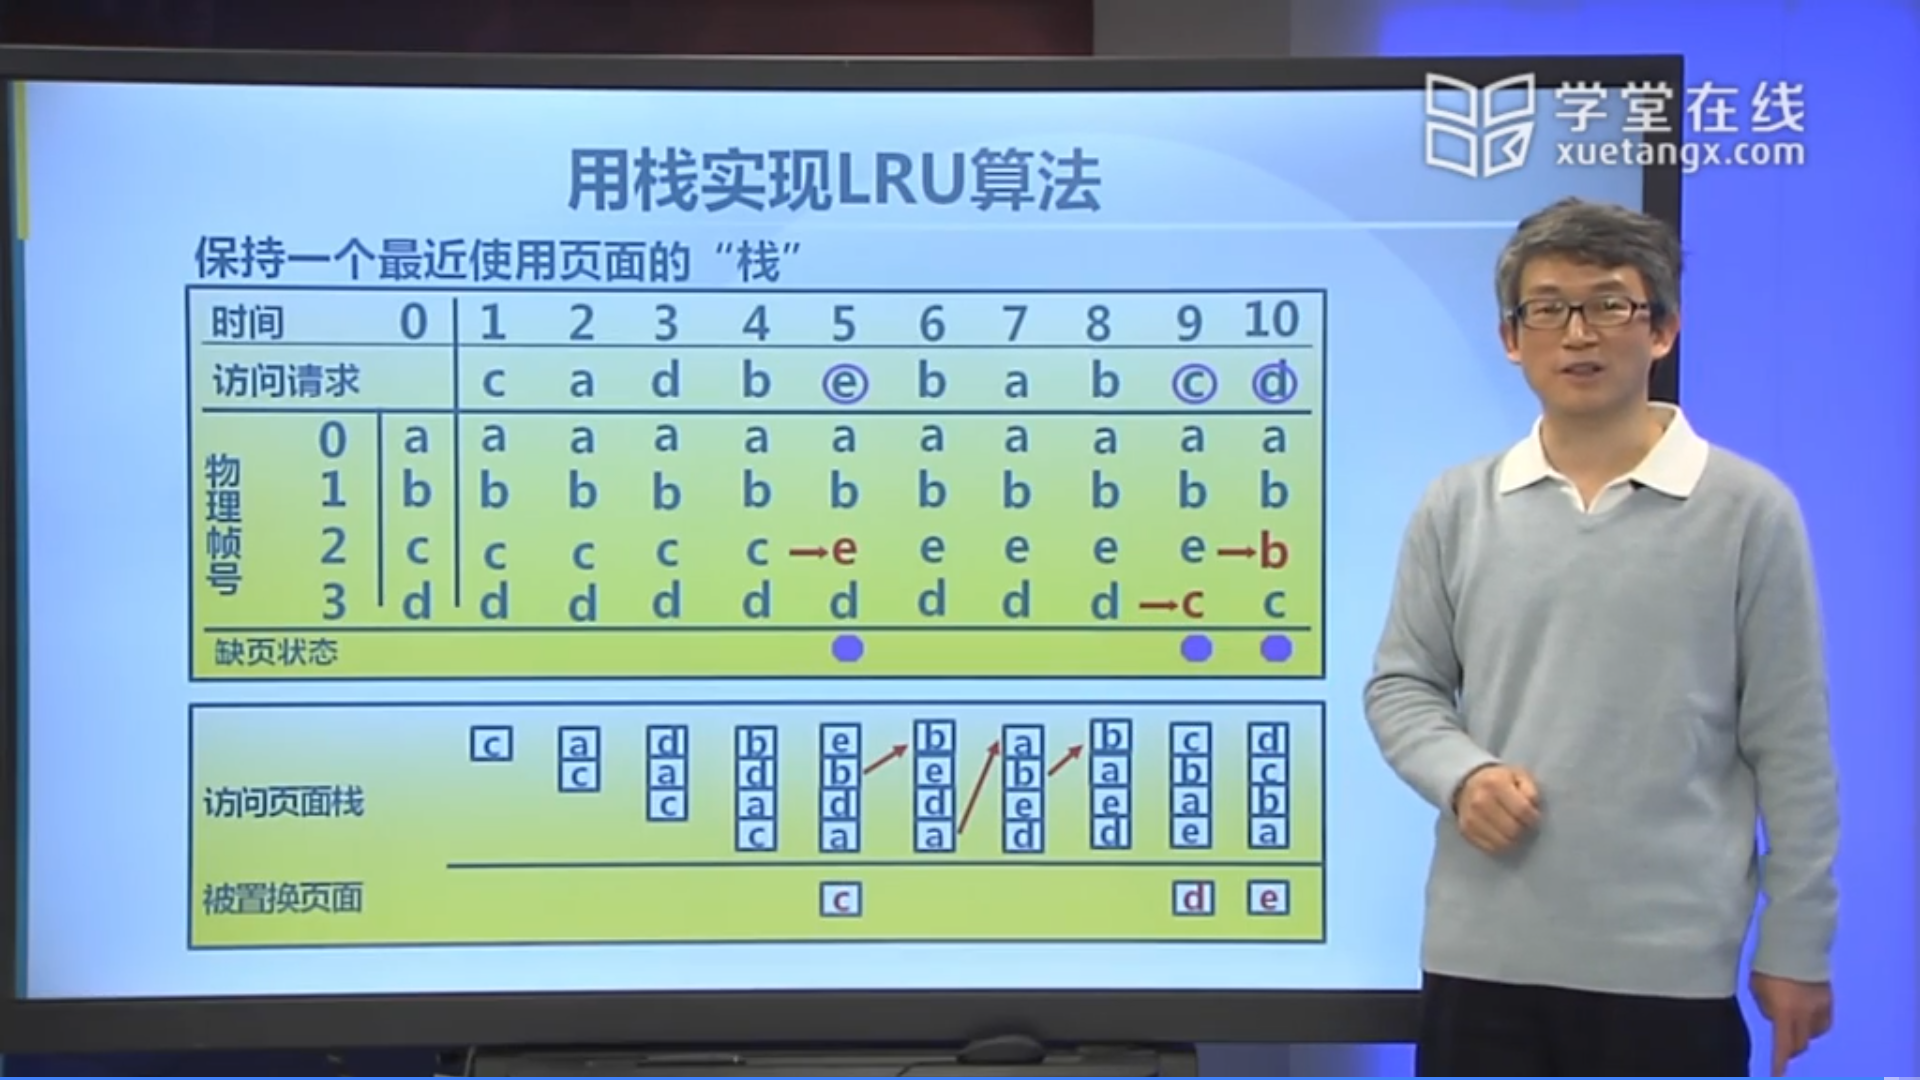 学堂在线
xuetangx.com
用栈实现LRU算法
保持一个最近使用页面的“栈”
时间 0 1 2 3 4 5 6 7 8 9 10
访问请求 c a d b e b a b c d
物理帧号
0 a a a a a a a a a a a
1 b b b b b b b b b b b
2 c c c c c →e e e e e →b
3 d d d d d d d d d →c c
缺页状态
访问页面栈
c a d b e b a b c d
c a d b e b a b c
c a d d e e a b
c a a d d e a
被置换页面 c d e